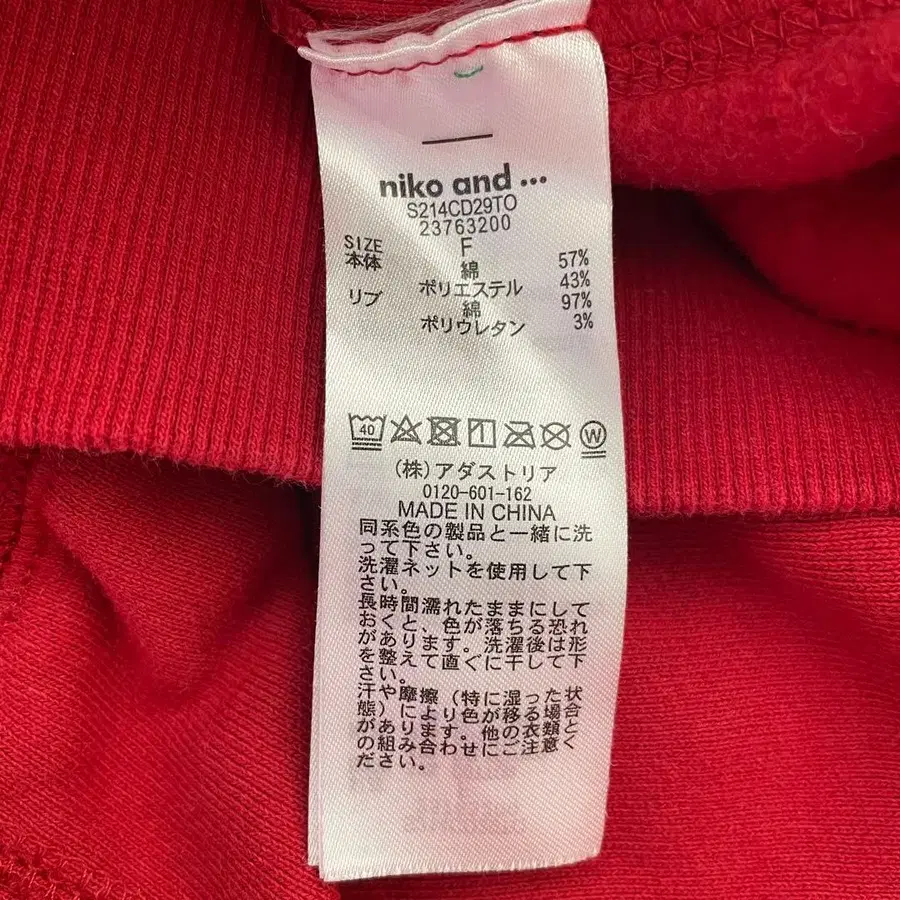 niko and ...
S214CD29TO
23763200
SIZE F
本体 綿 57%
ポリエステル 43%
リブ 綿 97%
ポリウレタン 3%
40 W
(株)アダストリア
0120-601-162
MADE IN CHINA
同系色の製品と一緒に洗
って下さい。
洗濯ネットを使用して下
さい。
長時間濡れたままにして
おくと、色が落ちる恐れ
があります。洗濯後は形
を整えて直ぐに干して下
さい。
汗や摩擦(特に湿った状
態)により色が移る場合と
があります。他の衣類と
の組み合わせにご注意く
ださい。